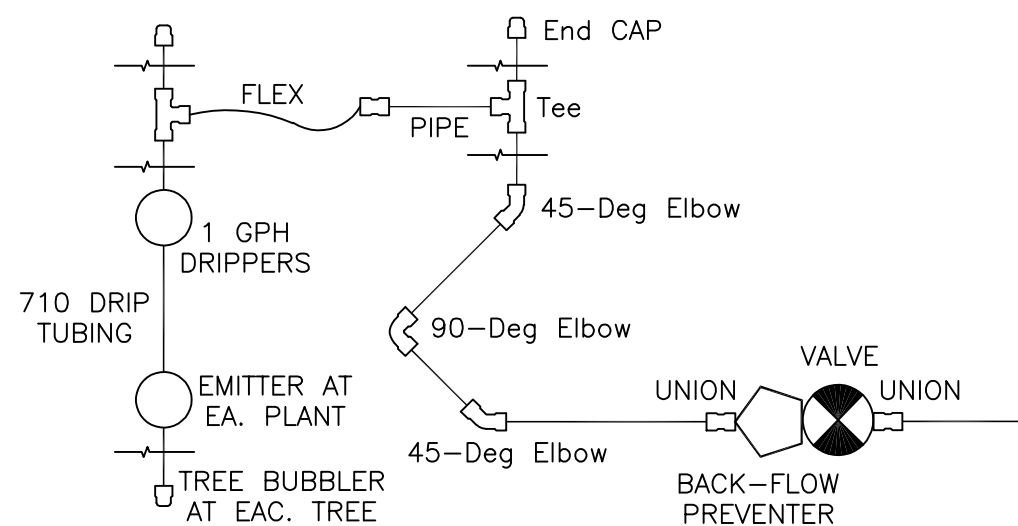 End CAP
FLEX
PIPE
Tee
45-Deg Elbow
1 GPH
DRIPPERS
710 DRIP
TUBING
90-Deg Elbow
EMITTER AT
EA. PLANT
VALVE
UNION
UNION
45-Deg Elbow
TREE BUBBLER
AT EAC. TREE
BACK-FLOW
PREVENTER